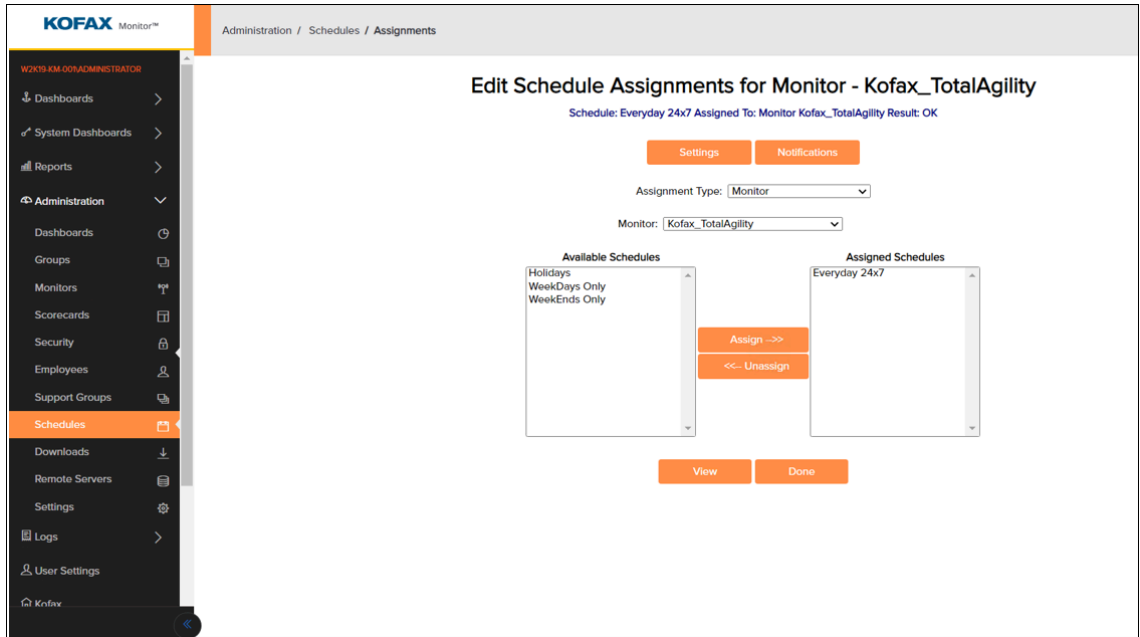 KOFAX Monitor™
Administration / Schedules / Assignments
W2K19-KM-001\ADMINISTRATOR
Dashboards
System Dashboards
Reports
Administration
Dashboards
Groups
Monitors
Scorecards
Security
Employees
Support Groups
Schedules
Downloads
Remote Servers
Settings
Logs
User Settings
Kofax
Edit Schedule Assignments for Monitor - Kofax_TotalAgility
Schedule: Everyday 24x7 Assigned To: Monitor Kofax_TotalAgility Result: OK
Settings Notifications
Assignment Type: Monitor
Monitor: Kofax_TotalAgility
Available Schedules
Holidays
WeekDays Only
WeekEnds Only
Assign -->>
<<-- Unassign
Assigned Schedules
Everyday 24x7
View Done